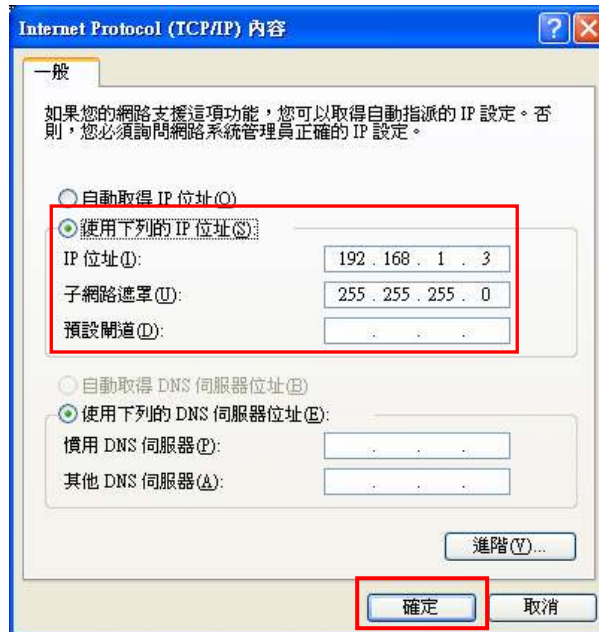 Internet Protocol (TCP/IP) 內容
一般
如果您的網路支援這項功能，您可以取得自動指派的 IP 設定。否
則，您必須詢問網路系統管理員正確的 IP 設定。
自動取得 IP 位址(O)
使用下列的 IP 位址(S):
IP 位址(I): 192 . 168 . 1 . 3
子網路遮罩(U): 255 . 255 . 255 . 0
預設閘道(D): . . .
自動取得 DNS 伺服器位址(B)
使用下列的 DNS 伺服器位址(E):
慣用 DNS 伺服器(P): . . .
其他 DNS 伺服器(A): . . .
進階(V)...
確定 取消